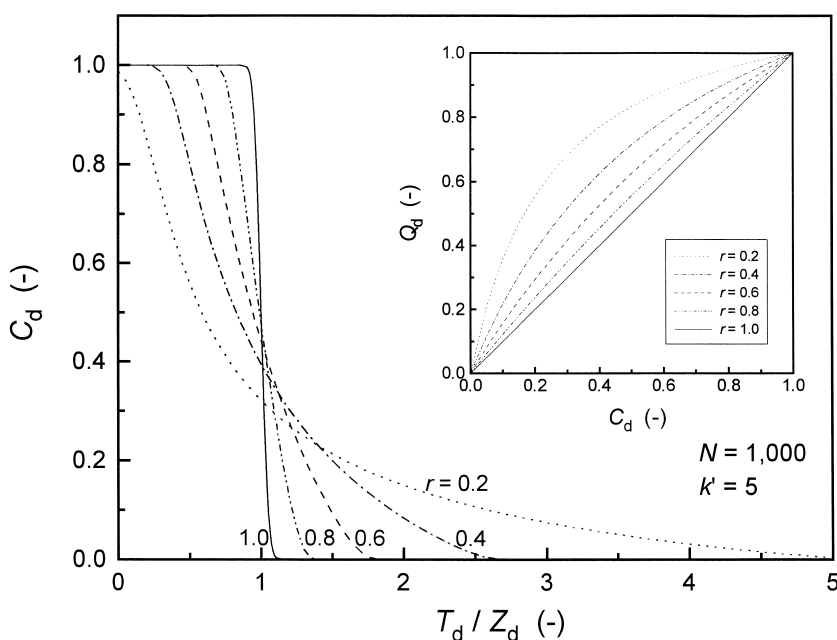 C_d (-)
1.0
0.8
0.6
0.4
0.2
0.0
0 1 2 3 4 5
T_d / Z_d (-)
1.0 0.8 0.6 0.4
r = 0.2
N = 1,000
k' = 5
Q_d (-)
1.0
0.8
0.6
0.4
0.2
0.0
0.0 0.2 0.4 0.6 0.8 1.0
C_d (-)
r = 0.2
r = 0.4
r = 0.6
r = 0.8
r = 1.0